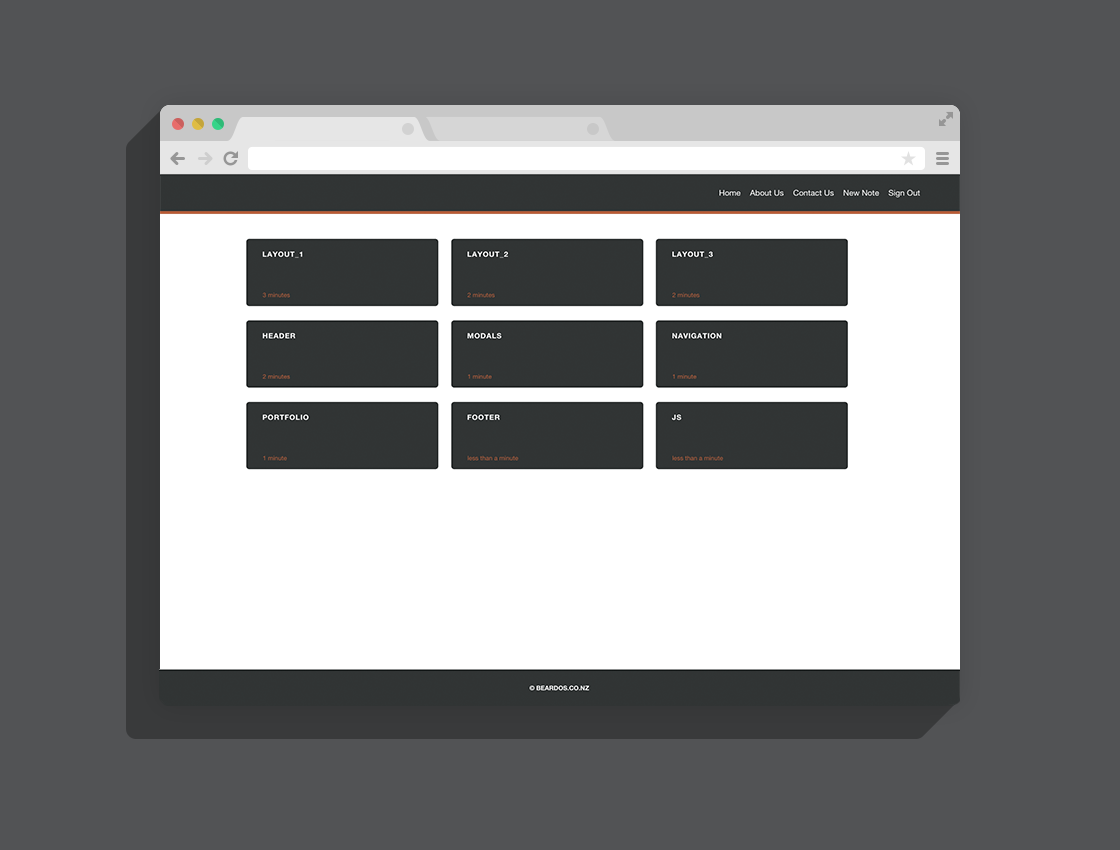 Home About Us Contact Us New Note Sign Out
LAYOUT_1
3 minutes
LAYOUT_2
2 minutes
LAYOUT_3
2 minutes
HEADER
2 minutes
MODALS
1 minute
NAVIGATION
1 minute
PORTFOLIO
1 minute
FOOTER
less than a minute
JS
less than a minute
© BEARDOS.CO.NZ